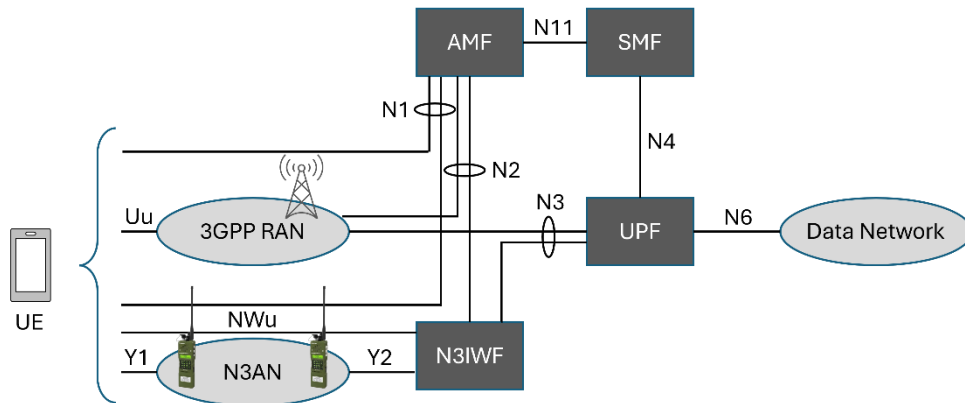 AMF
N11
SMF
N1
N2
N4
Uu
3GPP RAN
N3
UPF
N6
Data Network
UE
NWu
Y1
N3AN
Y2
N3IWF